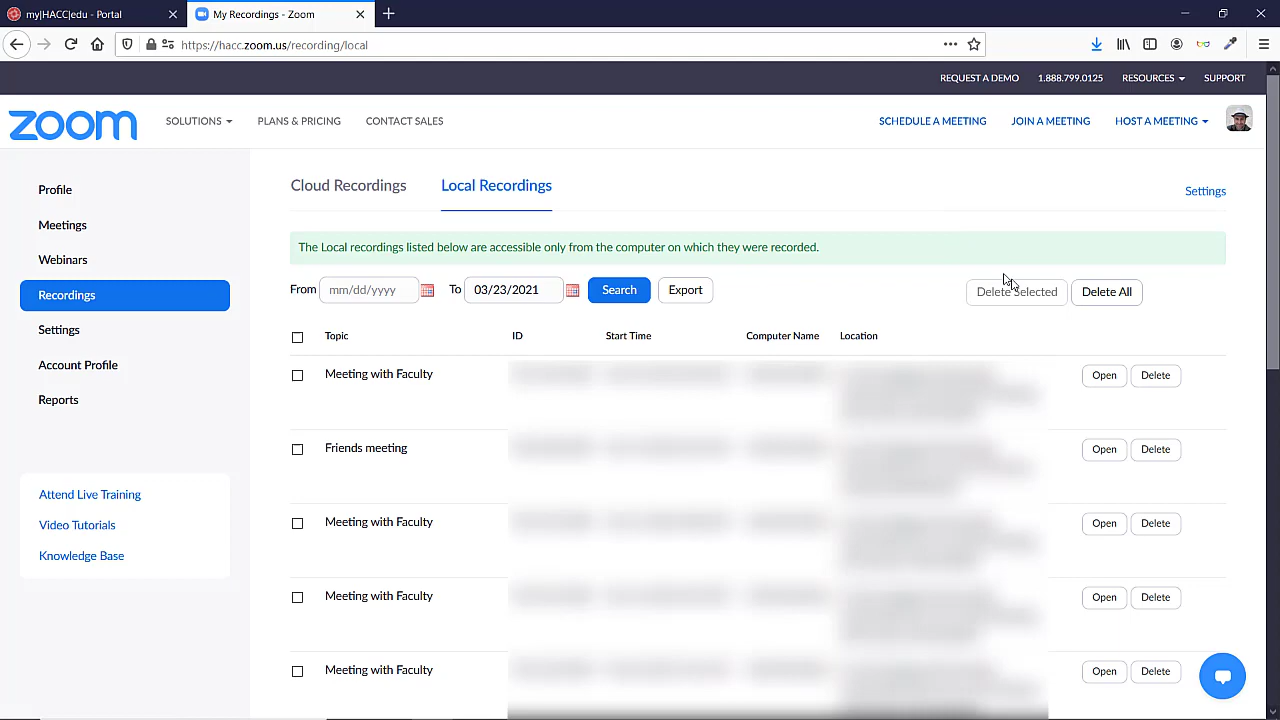 my|HACC|edu - Portal
My Recordings - Zoom
https://hacc.zoom.us/recording/local
REQUEST A DEMO 1.888.799.0125 RESOURCES SUPPORT
zoom SOLUTIONS PLANS & PRICING CONTACT SALES SCHEDULE A MEETING JOIN A MEETING HOST A MEETING
Profile
Meetings
Webinars
Recordings
Settings
Account Profile
Reports
Attend Live Training
Video Tutorials
Knowledge Base
Cloud Recordings Local Recordings Settings
The Local recordings listed below are accessible only from the computer on which they were recorded.
From mm/dd/yyyy To 03/23/2021 Search Export Delete Selected Delete All
Topic ID Start Time Computer Name Location
Meeting with Faculty Open Delete
Friends meeting Open Delete
Meeting with Faculty Open Delete
Meeting with Faculty Open Delete
Meeting with Faculty Open Delete